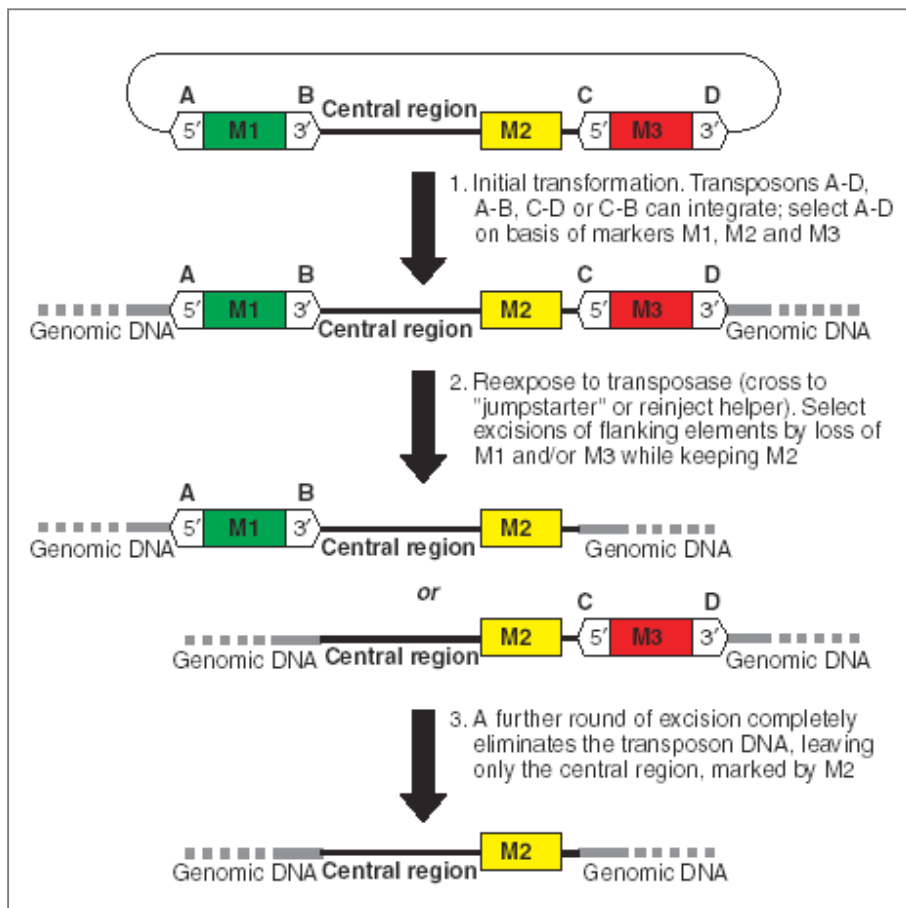 A B C D
Central region
5′ M1 3′ M2 5′ M3 3′
1. Initial transformation. Transposons A-D,
A-B, C-D or C-B can integrate; select A-D
on basis of markers M1, M2 and M3
A B C D
5′ M1 3′ M2 5′ M3 3′
Genomic DNA Central region Genomic DNA
2. Reexpose to transposase (cross to
"jumpstarter" or reinject helper). Select
excisions of flanking elements by loss of
M1 and/or M3 while keeping M2
A B
5′ M1 3′ M2
Genomic DNA Central region Genomic DNA
or
C D
M2 5′ M3 3′
Genomic DNA Central region Genomic DNA
3. A further round of excision completely
eliminates the transposon DNA, leaving
only the central region, marked by M2
M2
Genomic DNA Central region Genomic DNA